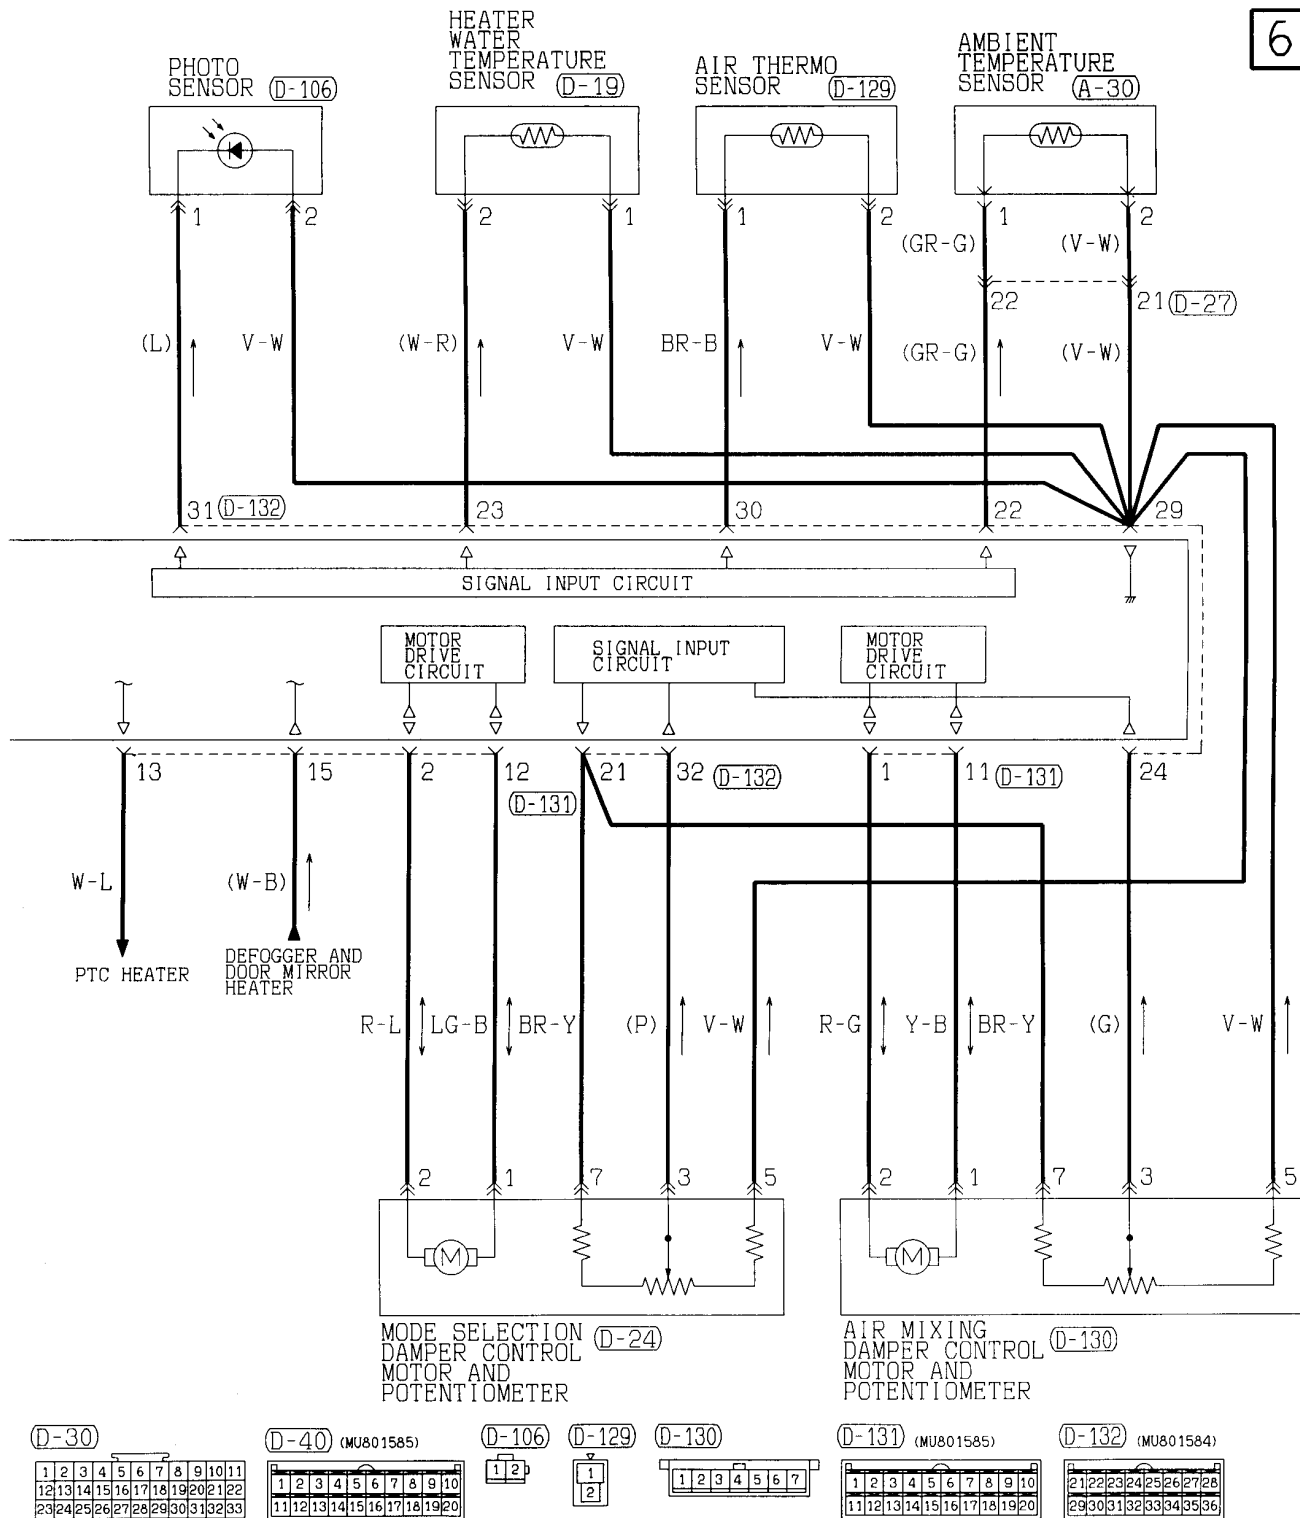 6
PHOTO
SENSOR (D-106)
HEATER
WATER
TEMPERATURE
SENSOR (D-19)
AIR THERMO
SENSOR (D-129)
AMBIENT
TEMPERATURE
SENSOR (A-30)
1 2 2 1 1 2 1 2
(GR-G) (V-W)
22 21 (D-27)
(L) V-W (W-R) V-W BR-B V-W (GR-G) (V-W)
31 (D-132) 23 30 22 29
SIGNAL INPUT CIRCUIT
MOTOR
DRIVE
CIRCUIT
SIGNAL INPUT
CIRCUIT
MOTOR
DRIVE
CIRCUIT
13 15 2 12 21 32 (D-132) 1 11 (D-131) 24
(D-131)
W-L (W-B)
PTC HEATER
DEFOGGER AND
DOOR MIRROR
HEATER
R-L LG-B BR-Y (P) V-W R-G Y-B BR-Y (G) V-W
2 1 7 3 5 2 1 7 3 5
M M
MODE SELECTION
DAMPER CONTROL
MOTOR AND
POTENTIOMETER
(D-24)
AIR MIXING
DAMPER CONTROL
MOTOR AND
POTENTIOMETER
(D-130)
(D-30)
1 2 3 4 5 6 7 8 9 10 11
12 13 14 15 16 17 18 19 20 21 22
23 24 25 26 27 28 29 30 31 32 33
(D-40) (MU801585)
1 2 3 4 5 6 7 8 9 10
11 12 13 14 15 16 17 18 19 20
(D-106)
1 2
(D-129)
1
2
(D-130)
1 2 3 4 5 6 7
(D-131) (MU801585)
1 2 3 4 5 6 7 8 9 10
11 12 13 14 15 16 17 18 19 20
(D-132) (MU801584)
21 22 23 24 25 26 27 28
29 30 31 32 33 34 35 36